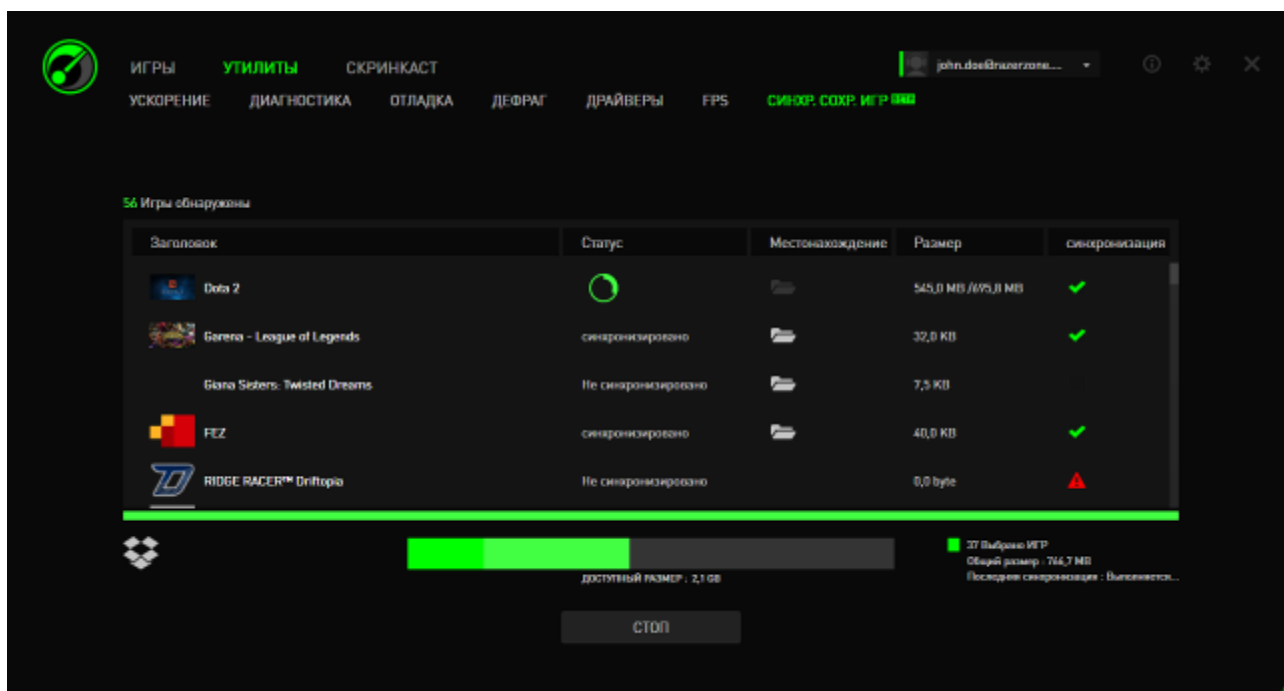 ИГРЫ УТИЛИТЫ СКРИНКАСТ john.doe@razerzone....
УСКОРЕНИЕ ДИАГНОСТИКА ОТЛАДКА ДЕФРАГ ДРАЙВЕРЫ FPS СИНХР. СОХР. ИГР
56 Игры обнаружены
Заголовок Статус Местонахождение Размер синхронизация
Dota 2 545,0 MB /695,8 MB
Garena - League of Legends синхронизировано 32,0 KB
Giana Sisters: Twisted Dreams Не синхронизировано 7,5 KB
FEZ синхронизировано 40,0 KB
RIDGE RACER™ Driftopia Не синхронизировано 0,0 byte
37 Выбрано ИГР
Общий размер : 766,7 MB
Последняя синхронизация : Выполняется...
ДОСТУПНЫЙ РАЗМЕР : 2,1 GB
СТОП